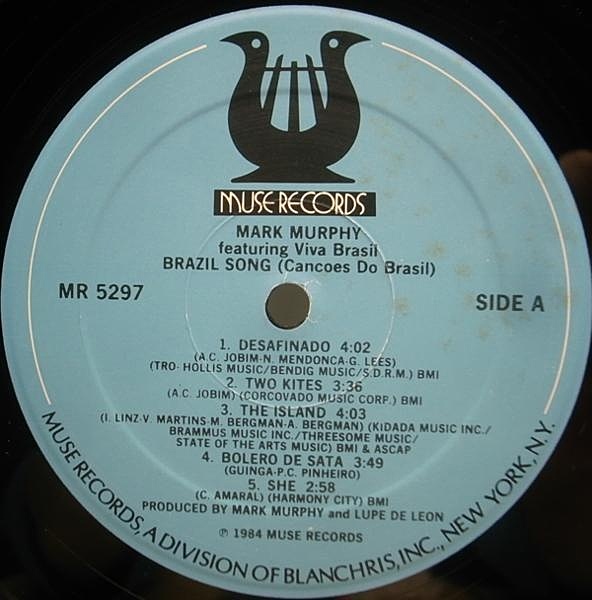 MUSE RECORDS
MARK MURPHY
featuring Viva Brasil
BRAZIL SONG (Cancoes Do Brasil)
MR 5297
SIDE A
1. DESAFINADO 4:02
(A.C. JOBIM-N. MENDONCA-G. LEES)
(TRO- HOLLIS MUSIC/BENDIG MUSIC/S.D.R.M.) BMI
2. TWO KITES 3:36
(A.C. JOBIM) (CORCOVADO MUSIC CORP.) BMI
3. THE ISLAND 4:03
(I. LINZ-V. MARTINS-M. BERGMAN-A. BERGMAN) (KIDADA MUSIC INC./
BRAMMUS MUSIC INC./THREESOME MUSIC/
STATE OF THE ARTS MUSIC) BMI & ASCAP
4. BOLERO DE SATA 3:49
(GUINGA-P.C. PINHEIRO)
5. SHE 2:58
(C. AMARAL) (HARMONY CITY) BMI
PRODUCED BY MARK MURPHY and LUPE DE LEON
℗ 1984 MUSE RECORDS
MUSE RECORDS, A DIVISION OF BLANCHRIS, INC., NEW YORK, N.Y.